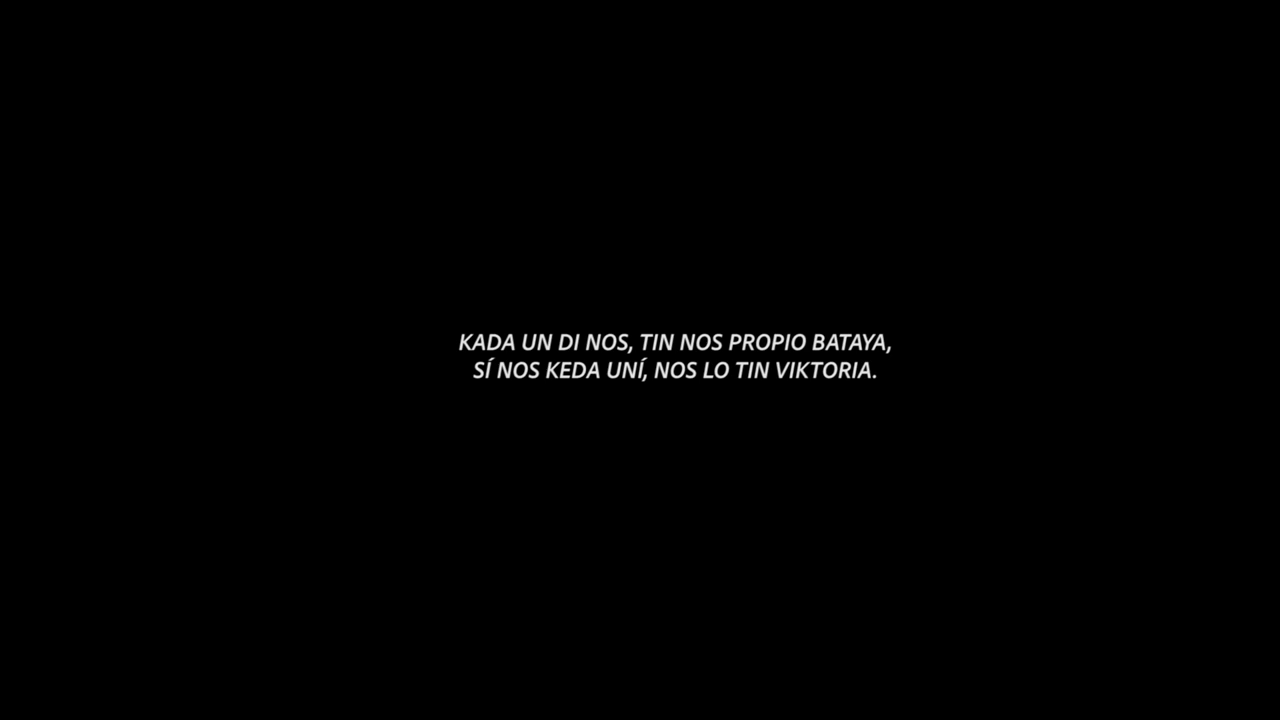 KADA UN DI NOS, TIN NOS PROPIO BATAYA,
SÍ NOS KEDA UNÍ, NOS LO TIN VIKTORIA.